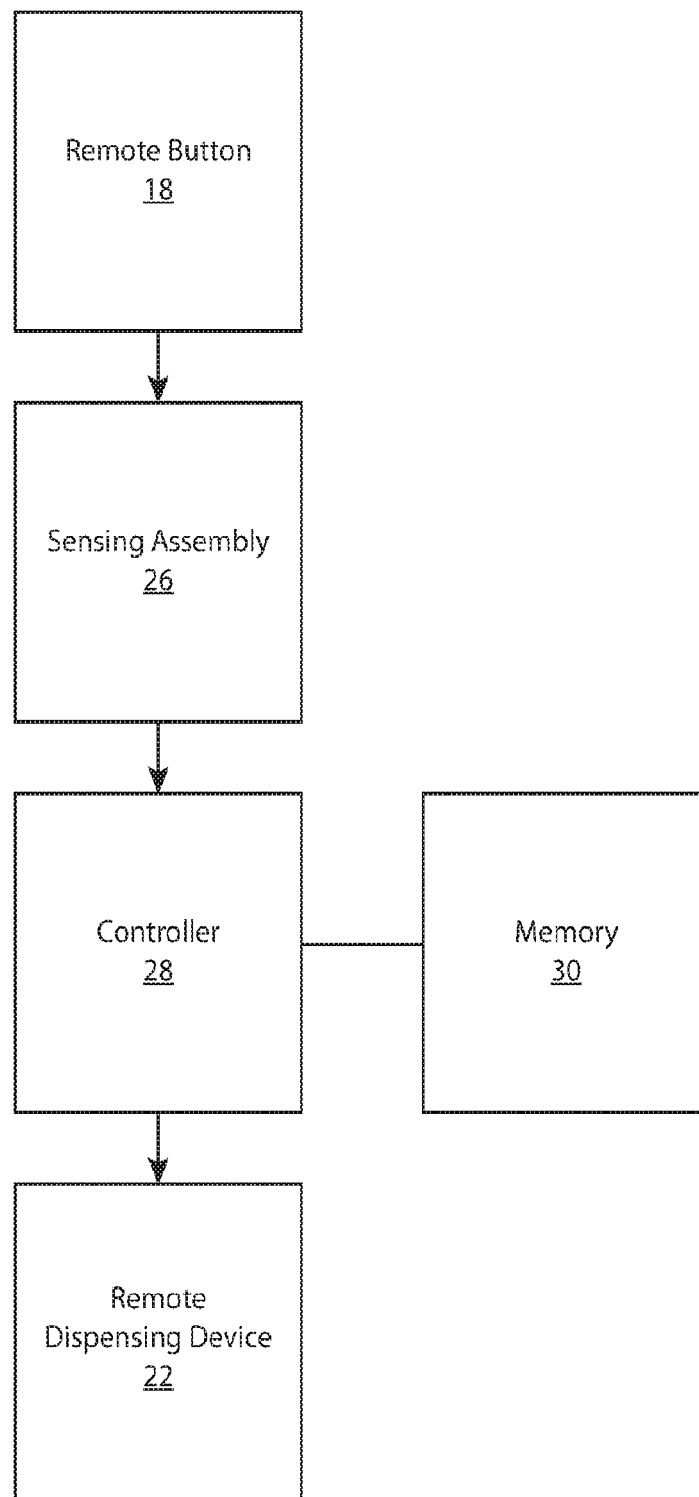 Remote Button
18
Sensing Assembly
26
Controller
28
Memory
30
Remote
Dispensing Device
22